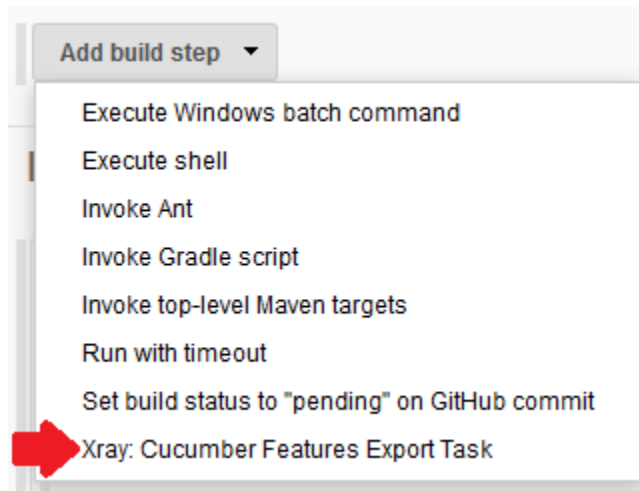 Add build step
Execute Windows batch command
Execute shell
Invoke Ant
Invoke Gradle script
Invoke top-level Maven targets
Run with timeout
Set build status to "pending" on GitHub commit
Xray: Cucumber Features Export Task